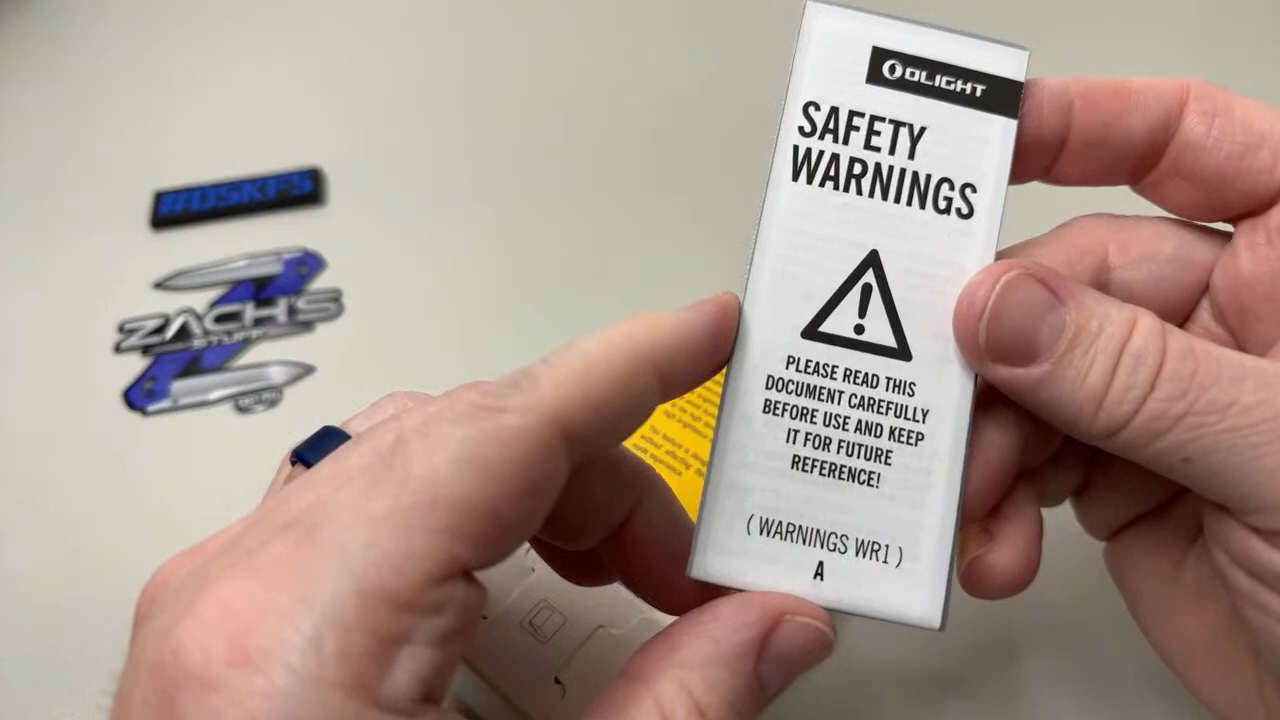 OLIGHT
SAFETY
WARNINGS
PLEASE READ THIS
DOCUMENT CAREFULLY
BEFORE USE AND KEEP
IT FOR FUTURE
REFERENCE!
( WARNINGS WR1 )
A
#DSKFS
ZACH'S
STUFF